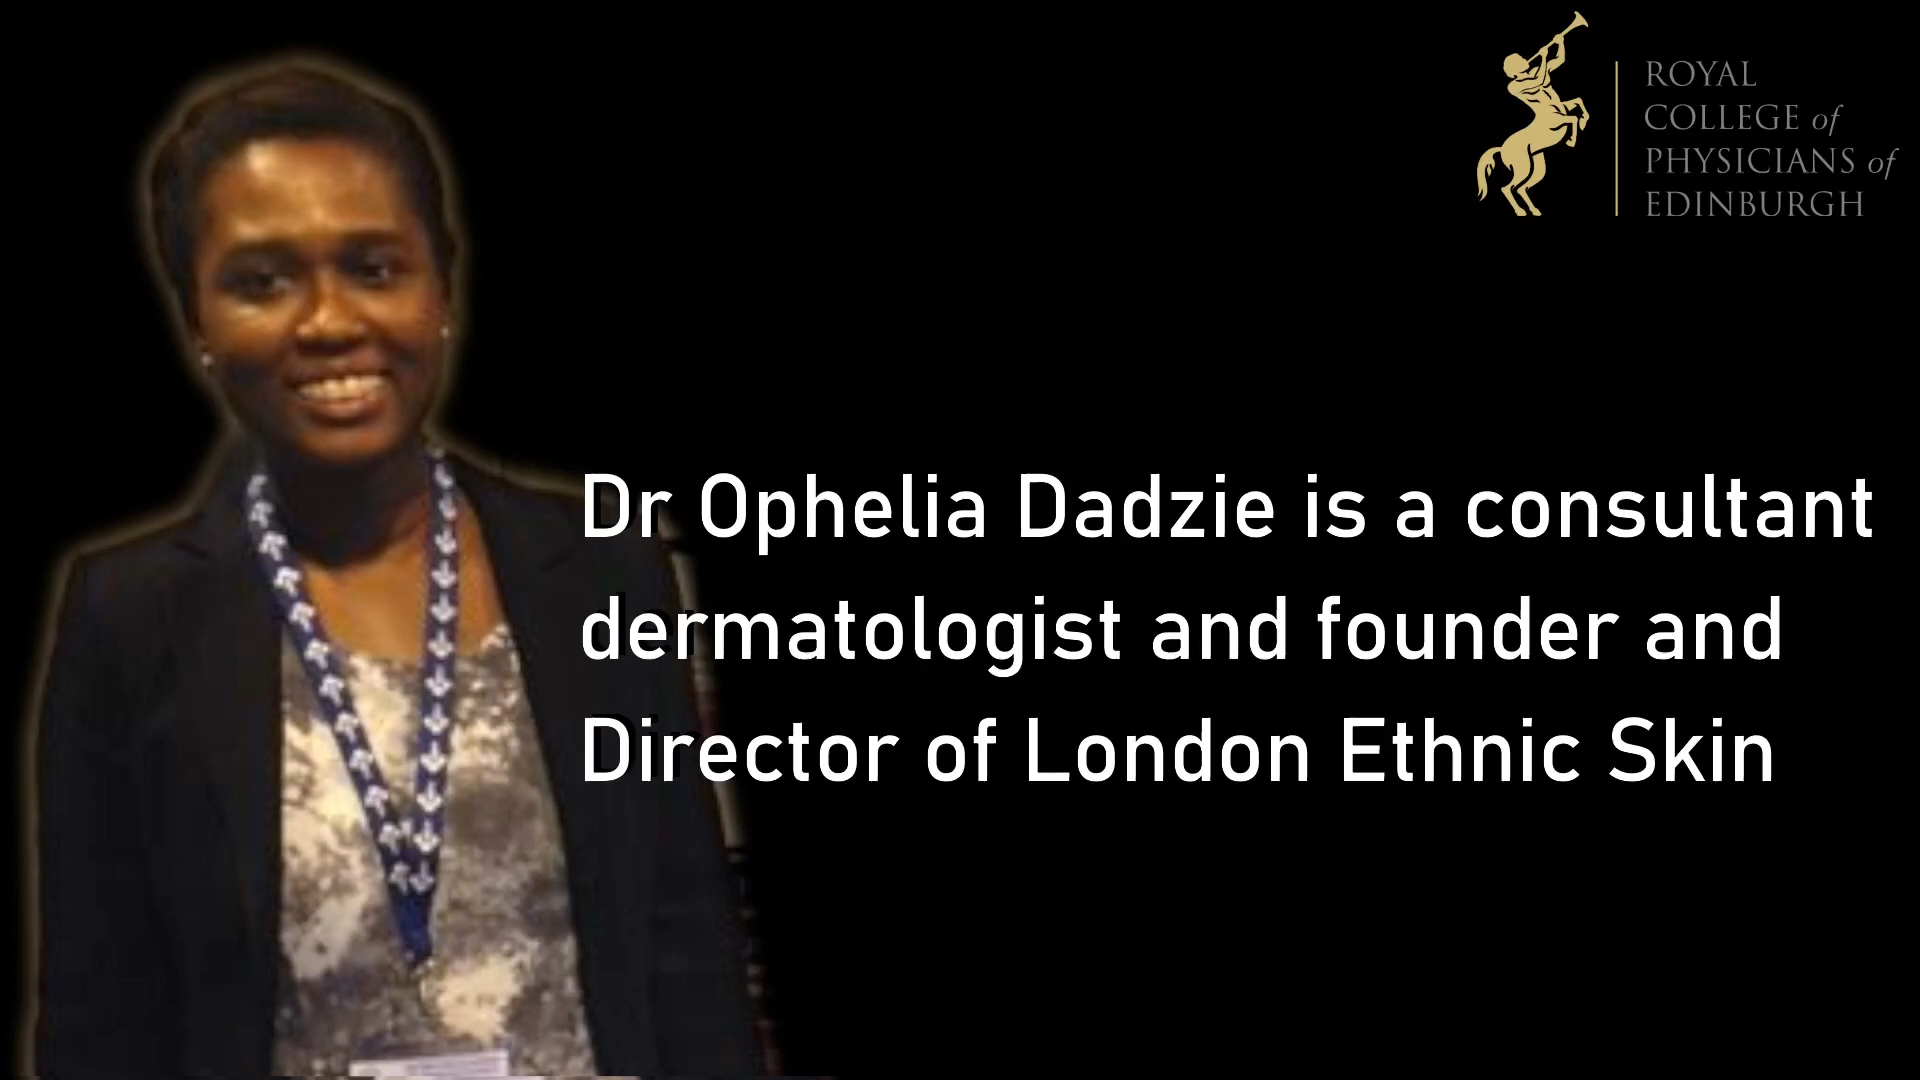 ROYAL
COLLEGE of
PHYSICIANS of
EDINBURGH
Dr Ophelia Dadzie is a consultant
dermatologist and founder and
Director of London Ethnic Skin